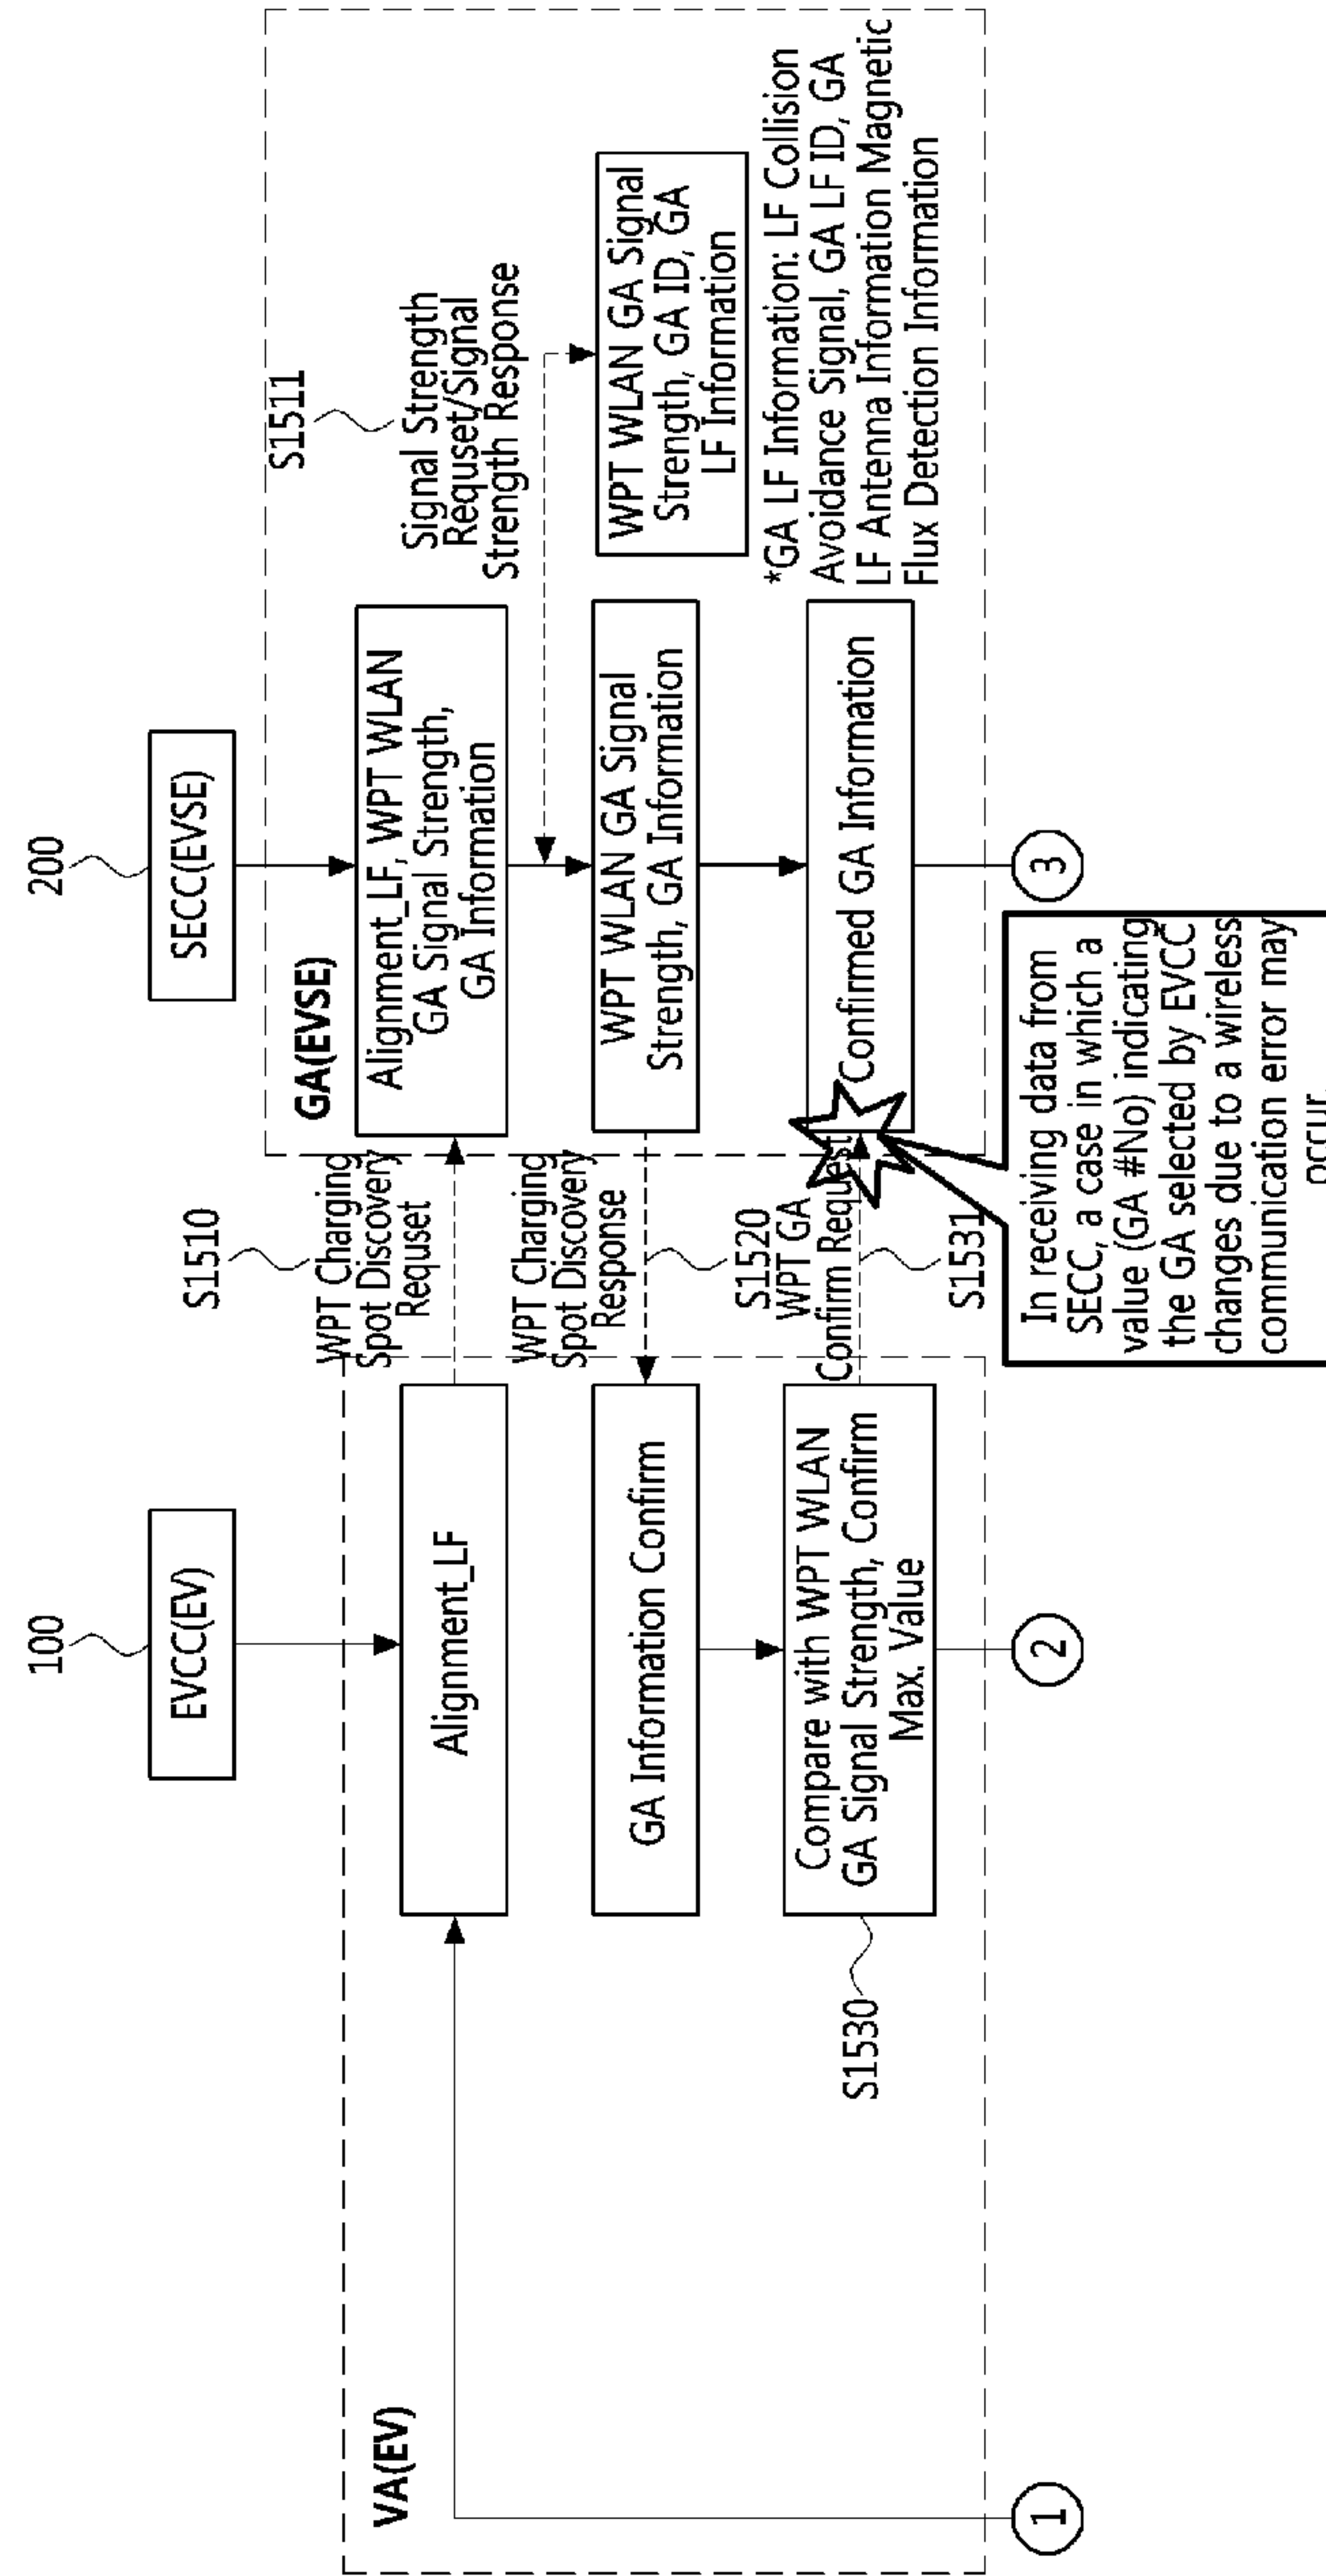 100
EVCC(EV)
200
SECC(EVSE)
VA(EV)
Alignment_LF
S1510
WPT Charging
Spot Discovery
Requset
GA(EVSE)
Alignment_LF, WPT WLAN
GA Signal Strength,
GA Information
S1511
Signal Strength
Requset/Signal
Strength Response
WPT WLAN GA Signal
Strength, GA ID, GA
LF Information
WPT WLAN GA Signal
Strength, GA Information
WPT Charging
Spot Discovery
Response
S1520
GA Information Confirm
*GA LF Information: LF Collision
Avoidance Signal, GA LF ID, GA
LF Antenna Information Magnetic
Flux Detection Information
S1530
Compare with WPT WLAN
GA Signal Strength, Confirm
Max. Value
WPT GA
Confirm Request
S1531
Confirmed GA Information
1
2
3
In receiving data from
SECC, a case in which a
value (GA #No) indicating
the GA selected by EVCC
changes due to a wireless
communication error may
occur.